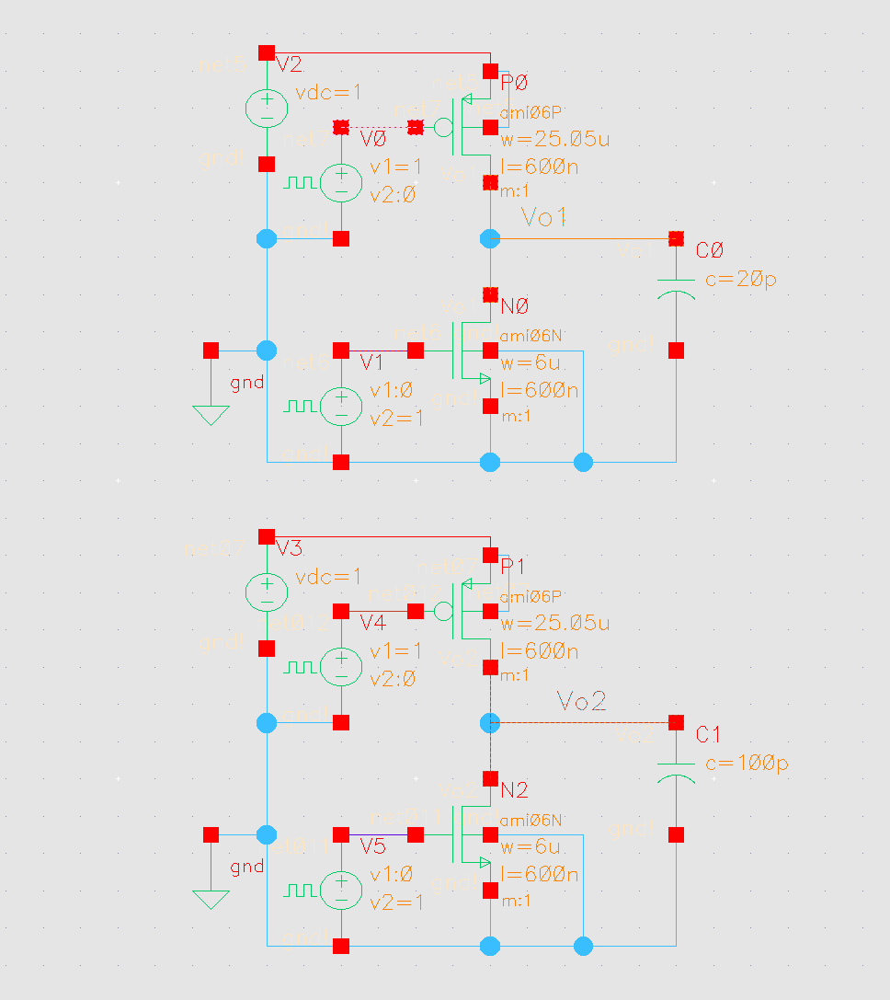 V2
vdc=1
P0
ami06P
w=25.05u
l=600n
m:1
V0
v1=1
v2:0
Vo1
C0
c=20p
N0
ami06N
w=6u
l=600n
m:1
V1
v1:0
v2=1
gnd
V3
vdc=1
P1
ami06P
w=25.05u
l=600n
m:1
V4
v1=1
v2:0
Vo2
C1
c=100p
N2
ami06N
w=6u
l=600n
m:1
V5
v1:0
v2=1
gnd